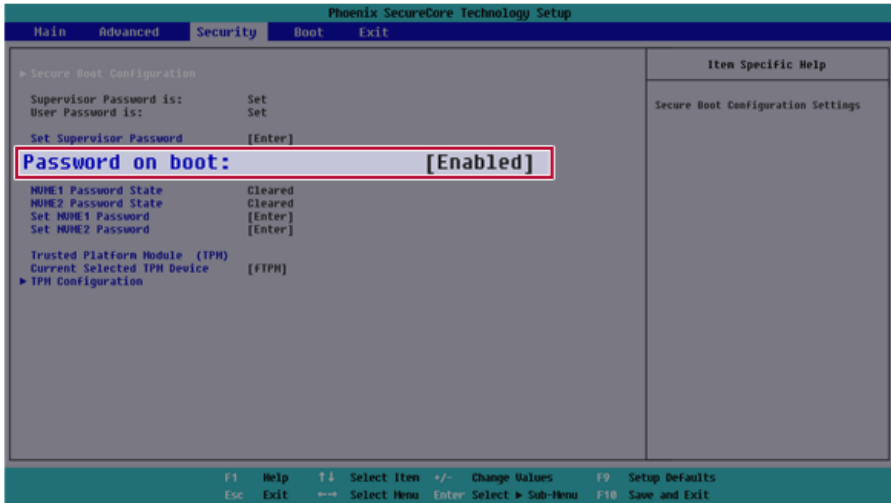 Phoenix SecureCore Technology Setup
Main Advanced Security Boot Exit
▶ Secure Boot Configuration
Supervisor Password is: Set
User Password is: Set
Set Supervisor Password [Enter]
Password on boot: [Enabled]
NVME1 Password State Cleared
NVME2 Password State Cleared
Set NVME1 Password [Enter]
Set NVME2 Password [Enter]
Trusted Platform Module (TPM)
Current Selected TPM Device [fTPM]
▶ TPM Configuration
Item Specific Help
Secure Boot Configuration Settings
F1 Help ↑↓ Select Item +/- Change Values F9 Setup Defaults
Esc Exit ←→ Select Menu Enter Select ▶ Sub-Menu F10 Save and Exit